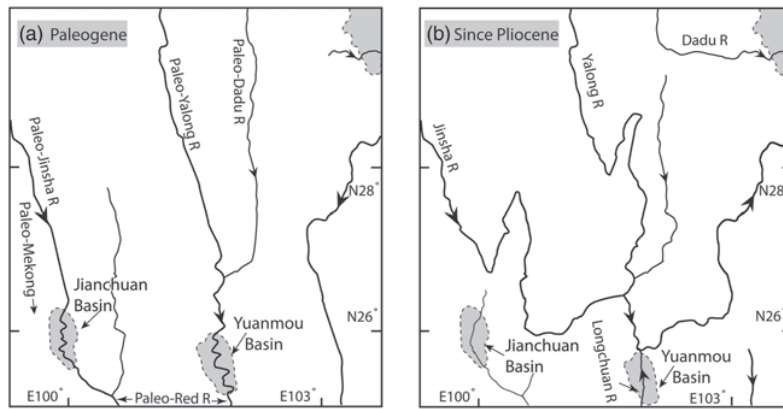 (a) Paleogene
Paleo-Jinsha R
Paleo-Mekong
Paleo-Yalong R
Paleo-Dadu R
Jianchuan
Basin
Yuanmou
Basin
N28°
N26°
E100°
Paleo-Red R
E103°
(b) Since Pliocene
Jinsha R
Yalong R
Dadu R
N28°
N26°
Jianchuan
Basin
Longchuan R
Yuanmou
Basin
E100°
E103°